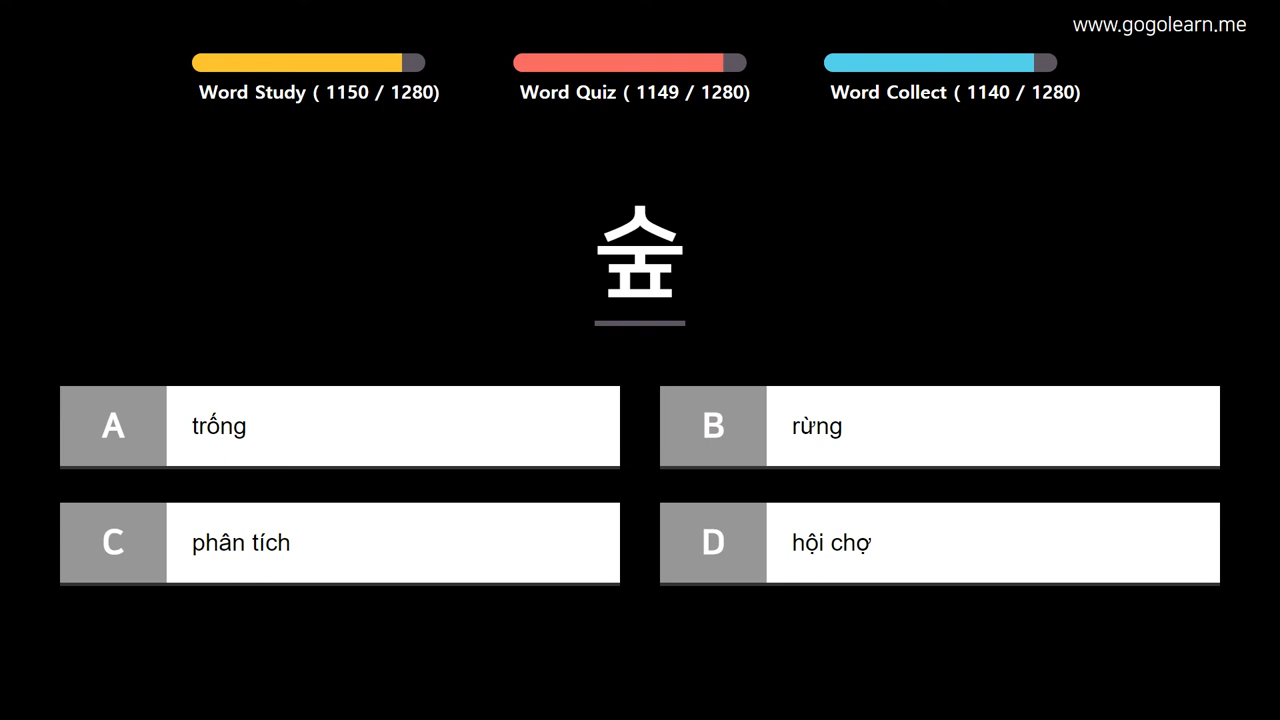 www.gogolearn.me
Word Study ( 1150 / 1280) Word Quiz ( 1149 / 1280) Word Collect ( 1140 / 1280)
숲
A trống
B rừng
C phân tích
D hội chợ